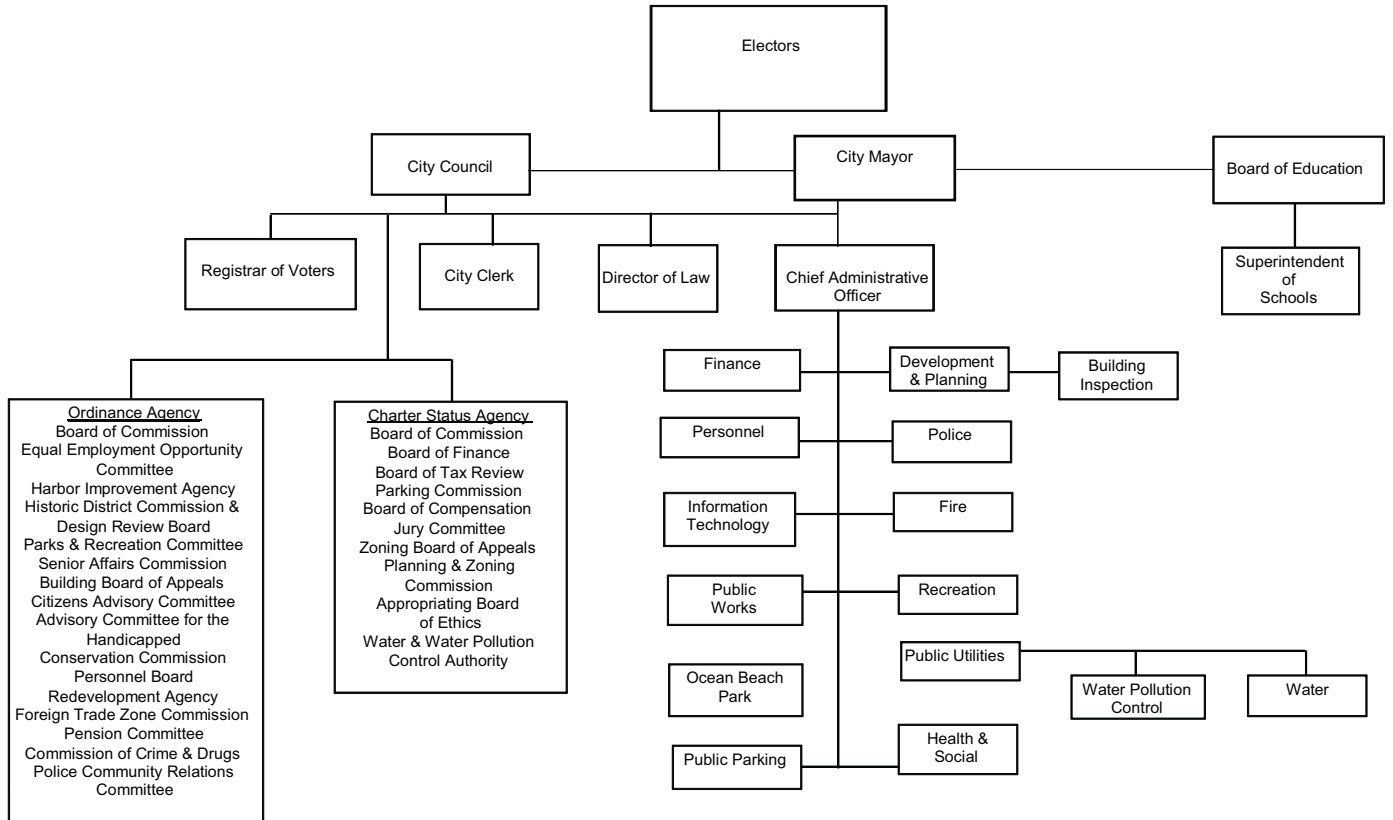 Electors
City Council
City Mayor
Board of Education
Registrar of Voters
City Clerk
Director of Law
Chief Administrative
Officer
Superintendent
of
Schools
Finance
Development
& Planning
Building
Inspection
Personnel
Police
Information
Technology
Fire
Public
Works
Recreation
Ocean Beach
Park
Public Utilities
Water Pollution
Control
Water
Public Parking
Health &
Social
Ordinance Agency
Board of Commission
Equal Employment Opportunity
Committee
Harbor Improvement Agency
Historic District Commission &
Design Review Board
Parks & Recreation Committee
Senior Affairs Commission
Building Board of Appeals
Citizens Advisory Committee
Advisory Committee for the
Handicapped
Conservation Commission
Personnel Board
Redevelopment Agency
Foreign Trade Zone Commission
Pension Committee
Commission of Crime & Drugs
Police Community Relations
Committee
Charter Status Agency
Board of Commission
Board of Finance
Board of Tax Review
Parking Commission
Board of Compensation
Jury Committee
Zoning Board of Appeals
Planning & Zoning
Commission
Appropriating Board
of Ethics
Water & Water Pollution
Control Authority